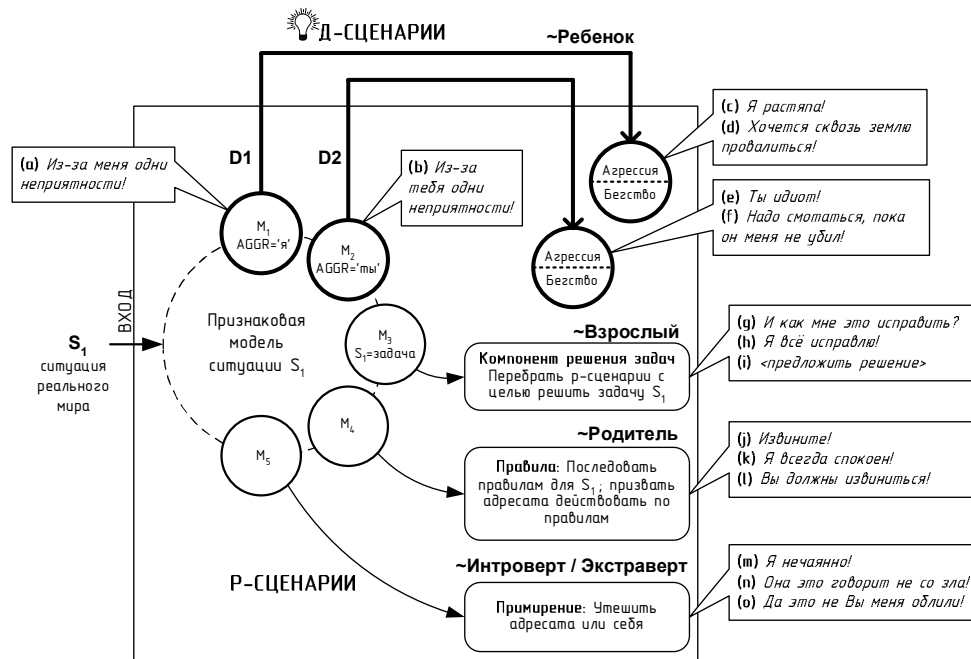 Д-СЦЕНАРИИ
~Ребенок
(c) Я растяпа!
(d) Хочется сквозь землю
провалиться!
D1
D2
(a) Из-за меня одни
неприятности!
(b) Из-за
тебя одни
неприятности!
Агрессия
Бегство
(e) Ты идиот!
(f) Надо смотаться, пока
он меня не убил!
M₁
AGGR='я'
M₂
AGGR='ты'
Агрессия
Бегство
ВХОД
S₁
ситуация
реального
мира
Признаковая
модель
ситуации S₁
M₃
S₁=задача
~Взрослый
Компонент решения задач
Перебрать р-сценарии с
целью решить задачу S₁
(g) И как мне это исправить?
(h) Я всё исправлю!
(i) <предложить решение>
M₄
~Родитель
Правила: Последовать
правилам для S₁; призвать
адресата действовать по
правилам
(j) Извините!
(k) Я всегда спокоен!
(l) Вы должны извиниться!
M₅
Р-СЦЕНАРИИ
~Интроверт / Экстраверт
Примирение: Утешить
адресата или себя
(m) Я нечаянно!
(n) Она это говорит не со зла!
(o) Да это не Вы меня облили!